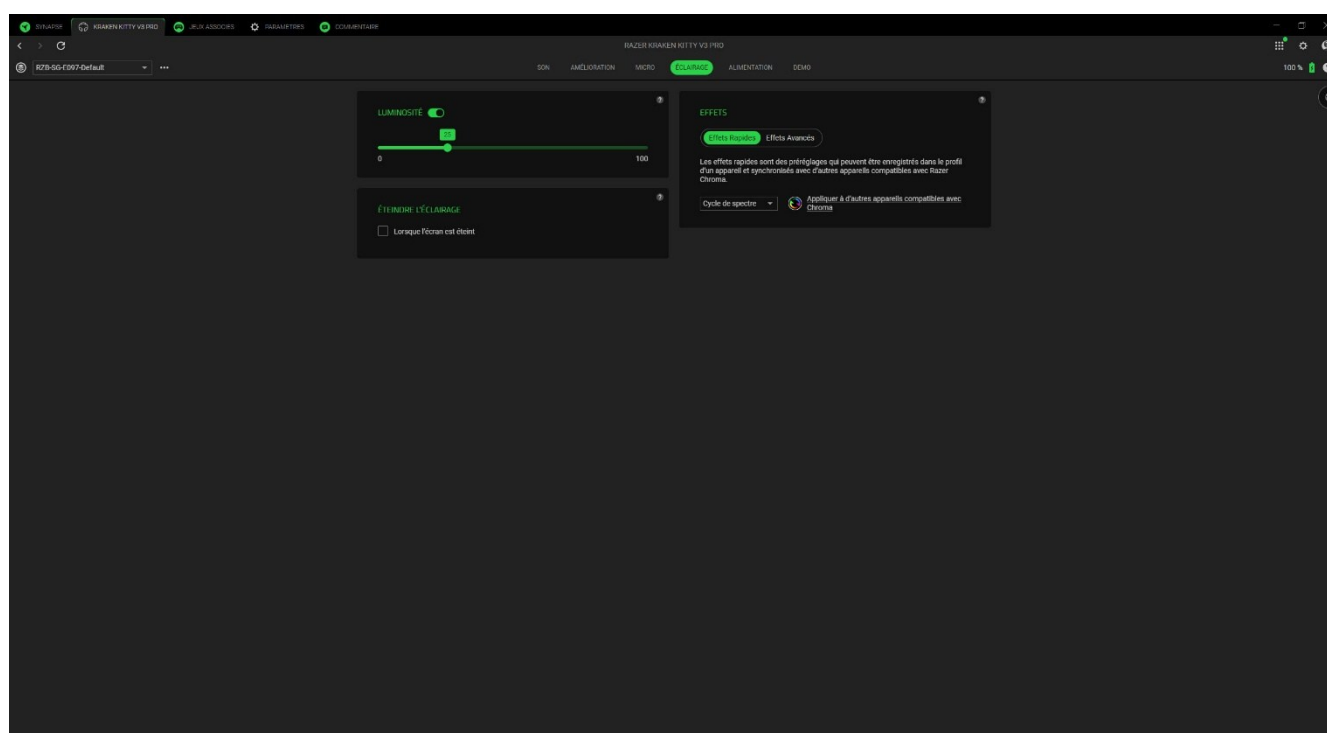 SYNAPSE KRAKEN KITTY V3 PRO JEUX ASSOCIÉS PARAMÈTRES COMMENTAIRE
RAZER KRAKEN KITTY V3 PRO
RZB-SG-E097-Default SON AMÉLIORATION MICRO ÉCLAIRAGE ALIMENTATION DEMO 100 %
LUMINOSITÉ
25
0 100
ÉTEINDRE L'ÉCLAIRAGE
Lorsque l'écran est éteint
EFFETS
Effets Rapides Effets Avancés
Les effets rapides sont des préréglages qui peuvent être enregistrés dans le profil
d'un appareil et synchronisés avec d'autres appareils compatibles avec Razer
Chroma.
Cycle de spectre Appliquer à d'autres appareils compatibles avec
Chroma